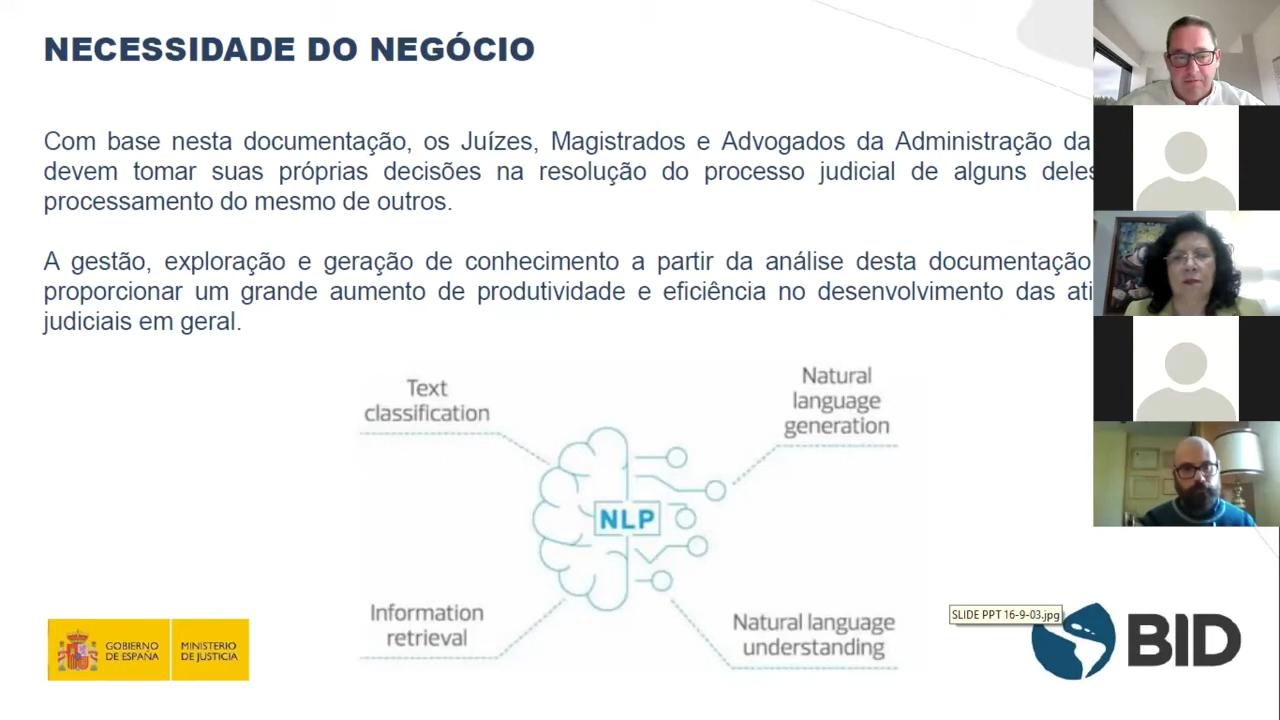 NECESSIDADE DO NEGÓCIO
Com base nesta documentação, os Juízes, Magistrados e Advogados da Administração da
devem tomar suas próprias decisões na resolução do processo judicial de alguns deles
processamento do mesmo de outros.
A gestão, exploração e geração de conhecimento a partir da análise desta documentação
proporcionar um grande aumento de produtividade e eficiência no desenvolvimento das ati
judiciais em geral.
Text
classification
Natural
language
generation
NLP
Information
retrieval
Natural language
understanding
SLIDE PPT 16-9-03.jpg
GOBIERNO
DE ESPAÑA
MINISTERIO
DE JUSTICIA
BID